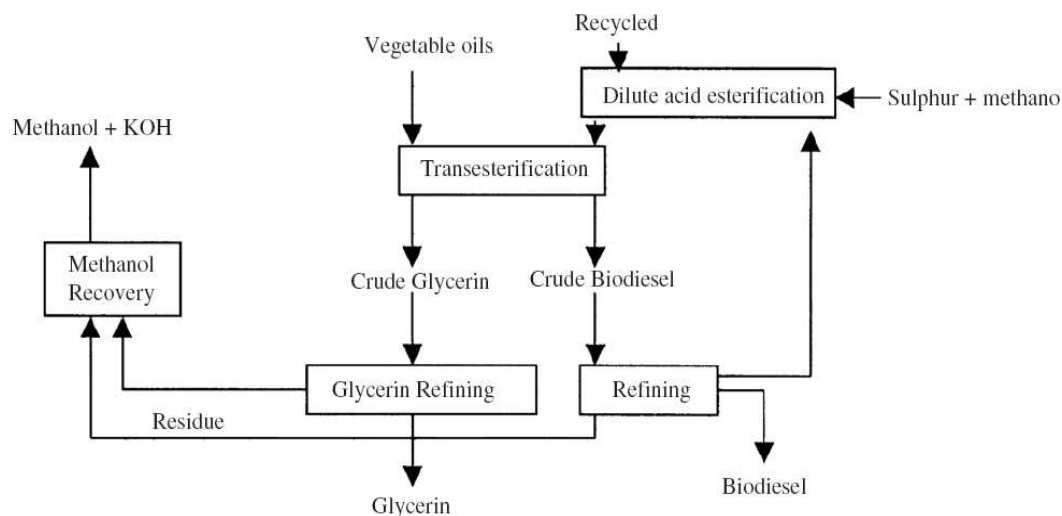 Recycled
Vegetable oils
Dilute acid esterification
Sulphur + methano
Methanol + KOH
Transesterification
Methanol
Recovery
Crude Glycerin
Crude Biodiesel
Glycerin Refining
Refining
Residue
Glycerin
Biodiesel